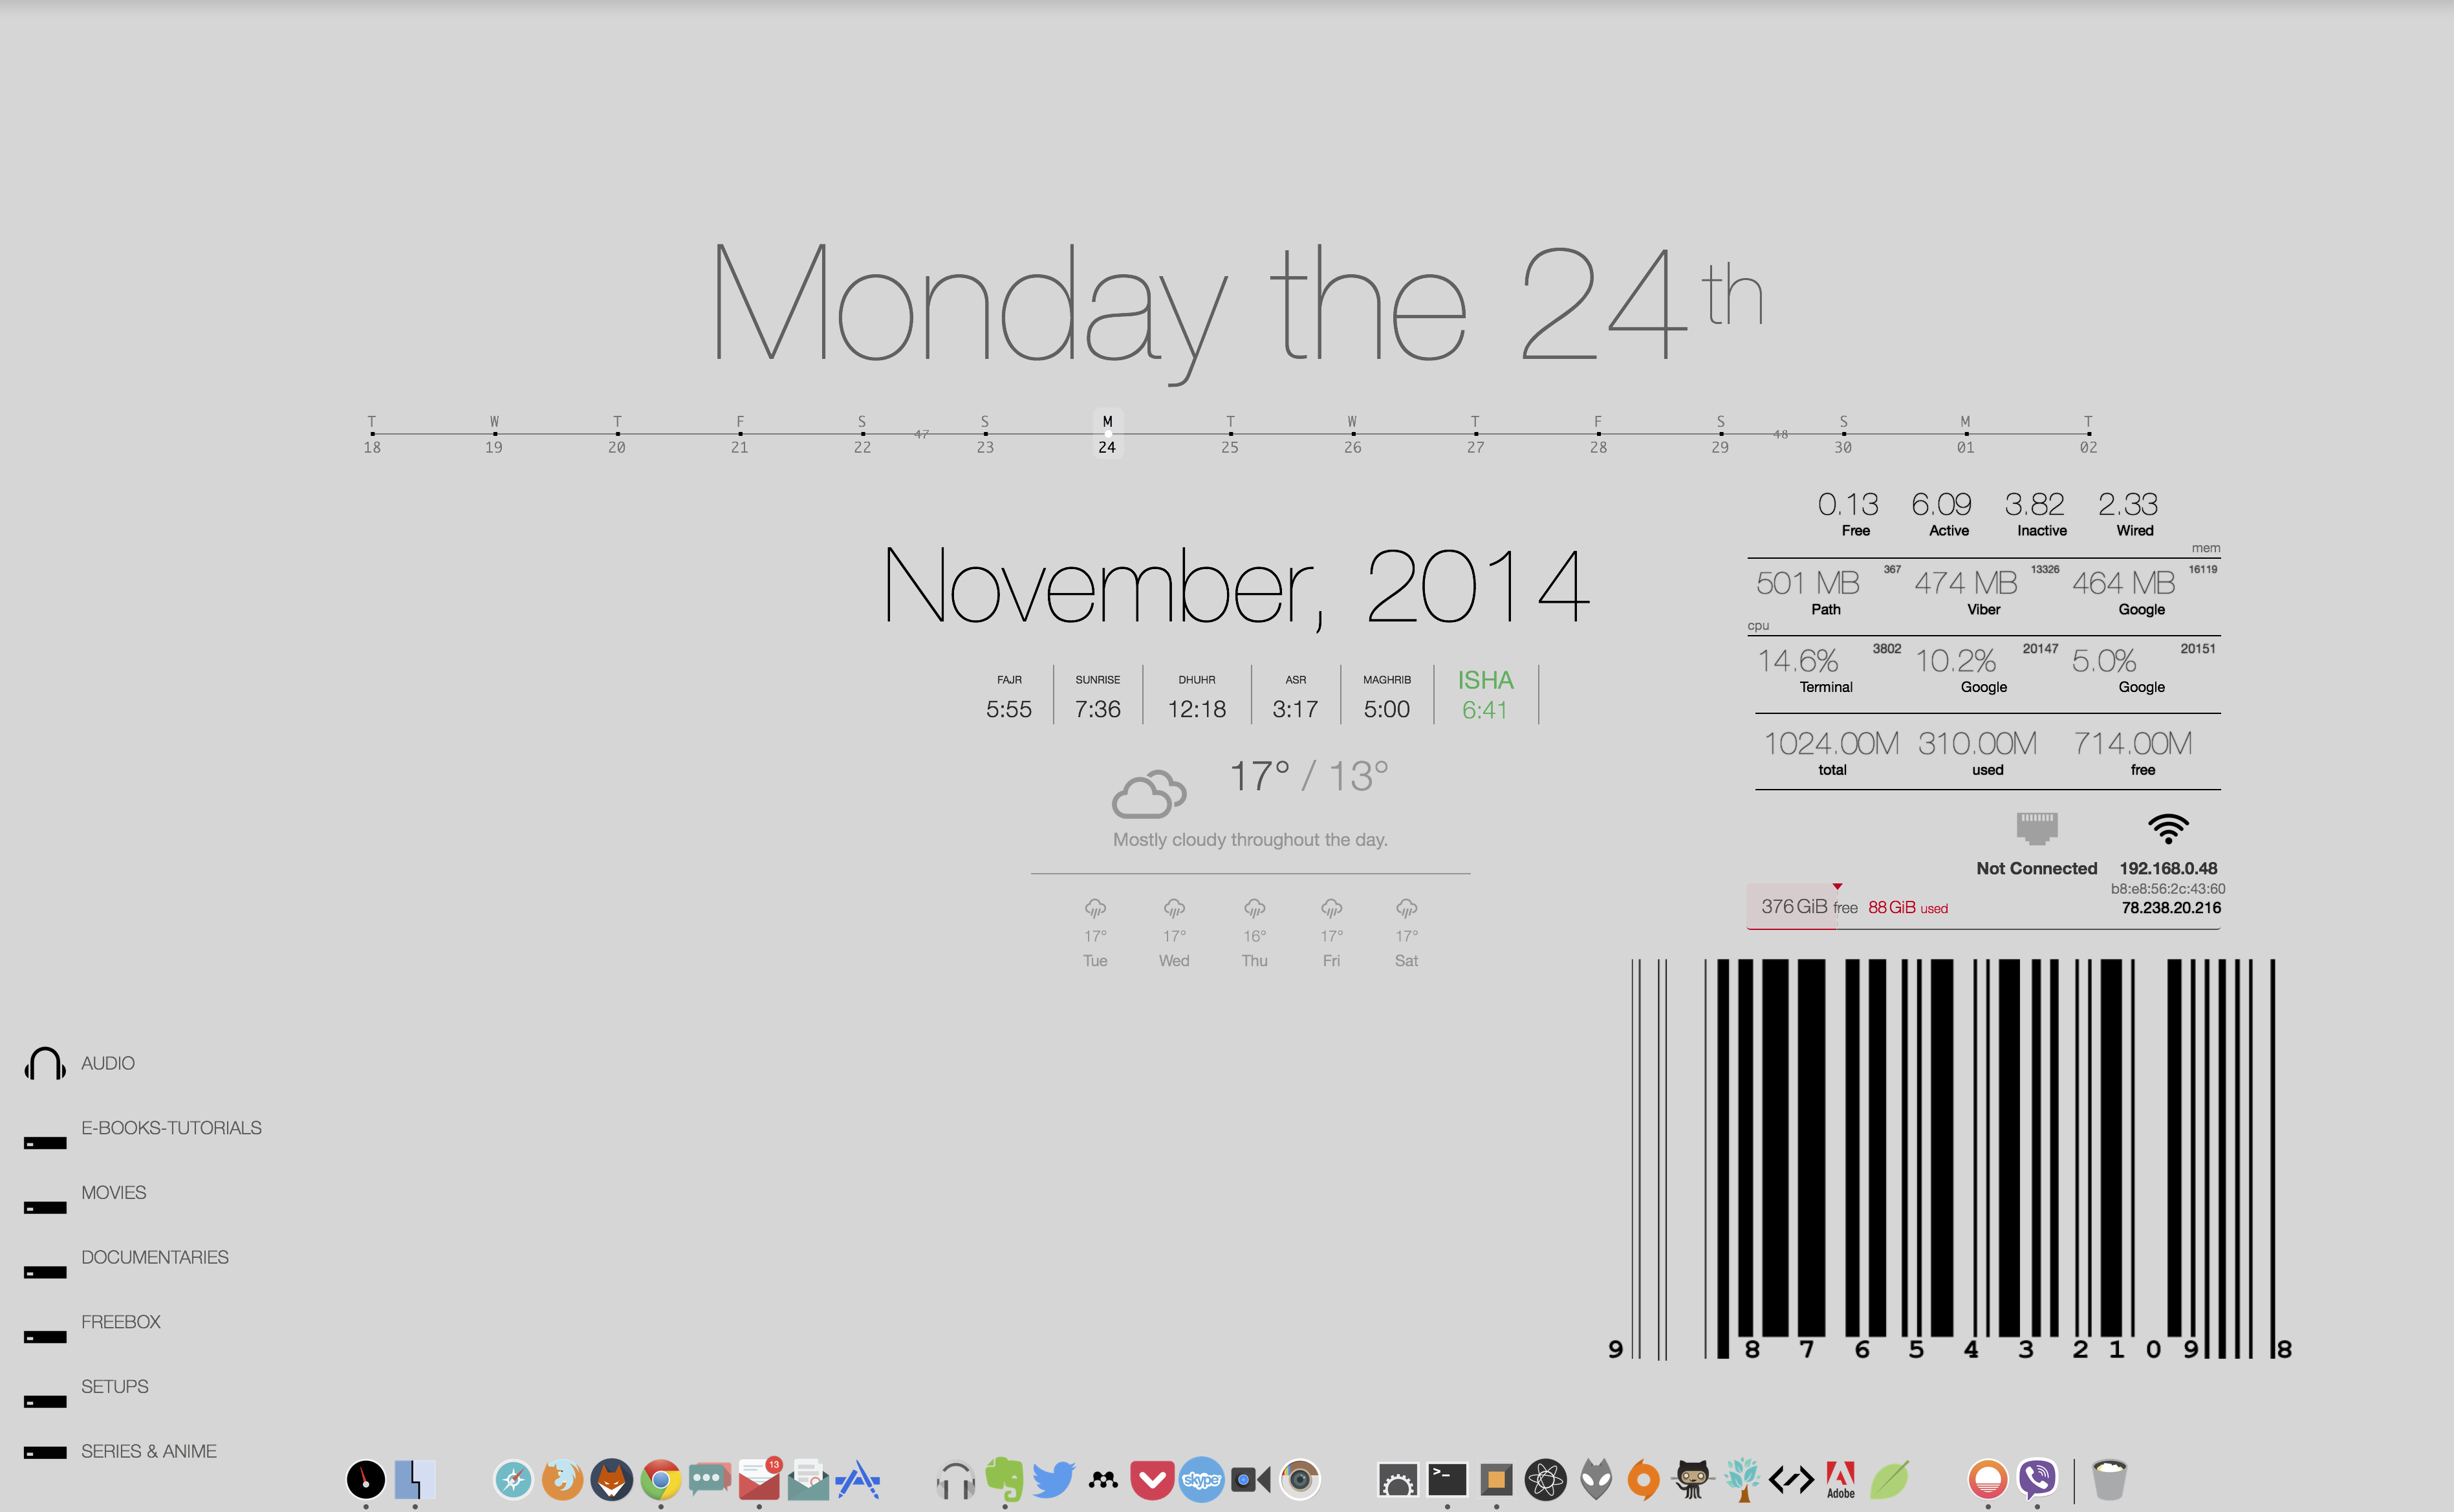 Monday the 24th
T W T F S S M T W T F S S M T
47 48
18 19 20 21 22 23 24 25 26 27 28 29 30 01 02
0.13 6.09 3.82 2.33
Free Active Inactive Wired
mem
November, 2014
367 13326 16119
501 MB 474 MB 464 MB
Path Viber Google
cpu
3802 20147 20151
14.6% 10.2% 5.0%
Terminal Google Google
FAJR SUNRISE DHUHR ASR MAGHRIB ISHA
5:55 7:36 12:18 3:17 5:00 6:41
1024.00M 310.00M 714.00M
total used free
17° / 13°
Mostly cloudy throughout the day.
17° 17° 16° 17° 17°
Tue Wed Thu Fri Sat
Not Connected 192.168.0.48
b8:e8:56:2c:43:60
376 GiB free 88 GiB used 78.238.20.216
AUDIO
E-BOOKS-TUTORIALS
MOVIES
DOCUMENTARIES
FREEBOX
SETUPS
SERIES & ANIME
9 8 7 6 5 4 3 2 1 0 9 8
13
skype
>_
Adobe